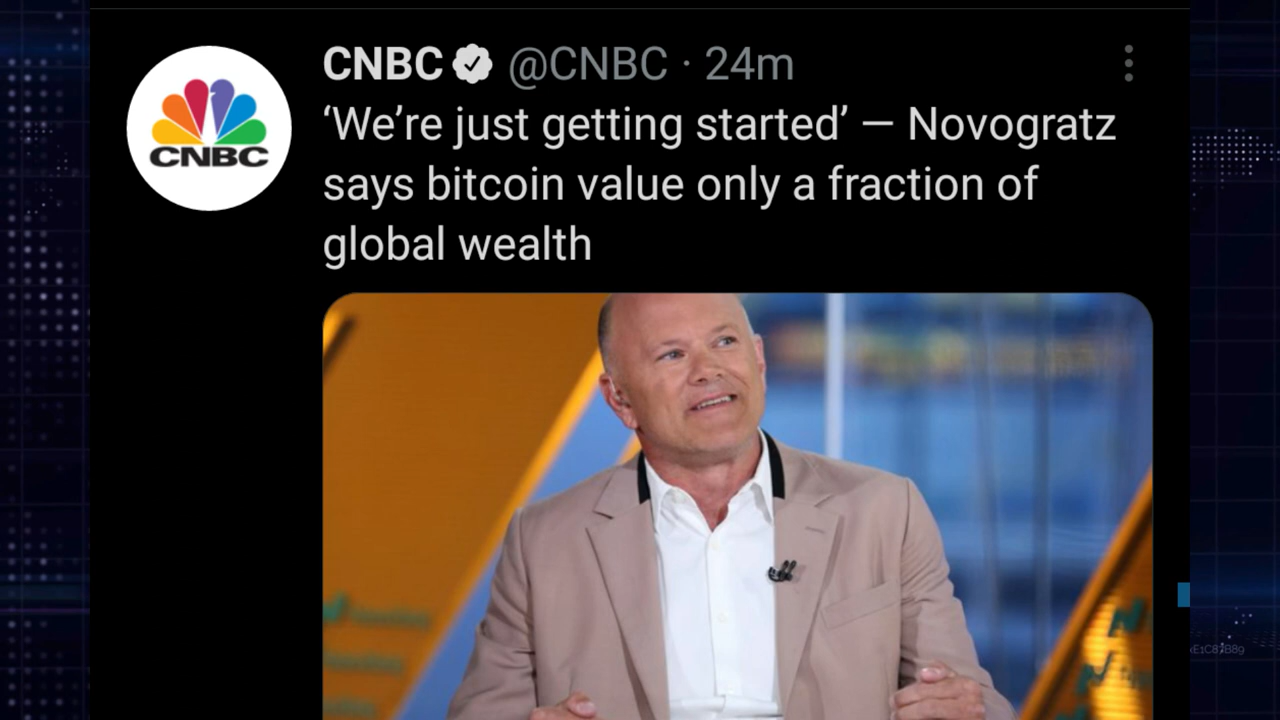 CNBC @CNBC · 24m
‘We’re just getting started’ — Novogratz
says bitcoin value only a fraction of
global wealth
CNBC